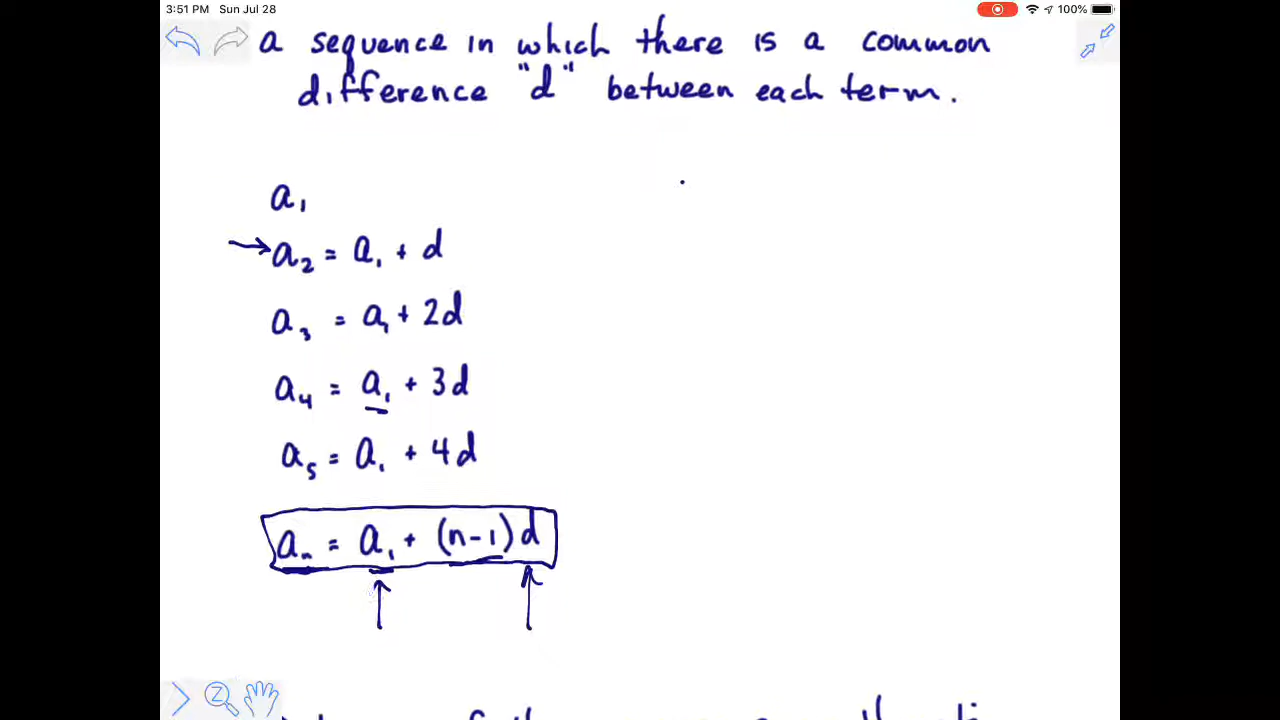 3:51 PM Sun Jul 28
100%
a sequence in which there is a common
difference "d" between each term.
a₁
→a₂ = a₁ + d
a₃ = a₁ + 2d
a₄ = a₁ + 3d
a₅ = a₁ + 4d
aₙ = a₁ + (n-1)d
Z